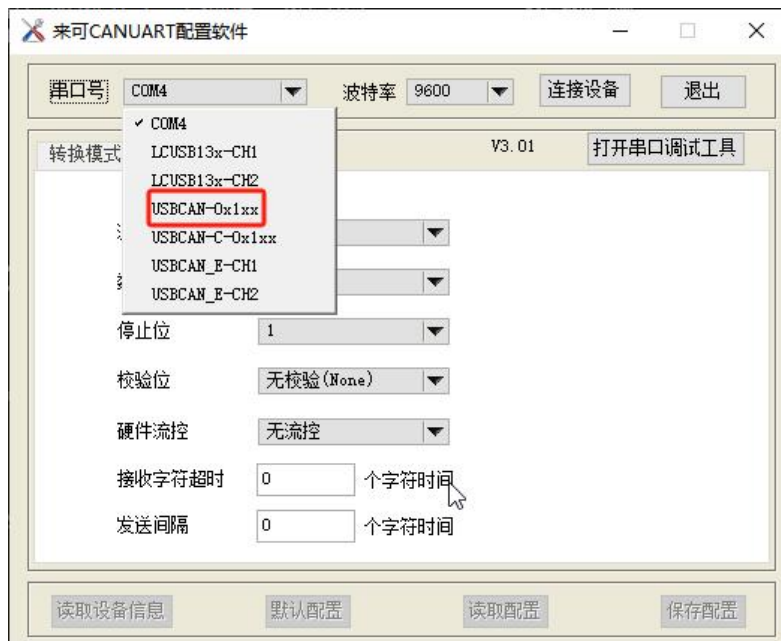 来可CANUART配置软件
串口号 COM4 波特率 9600 连接设备 退出
✓ COM4
转换模式 V3.01 打开串口调试工具
LCUSB13x-CH1
LCUSB13x-CH2
USBCAN-0x1xx
USBCAN-C-0x1xx
USBCAN_E-CH1
USBCAN_E-CH2
停止位 1
校验位 无校验(None)
硬件流控 无流控
接收字符超时 0 个字符时间
发送间隔 0 个字符时间
读取设备信息 默认配置 读取配置 保存配置